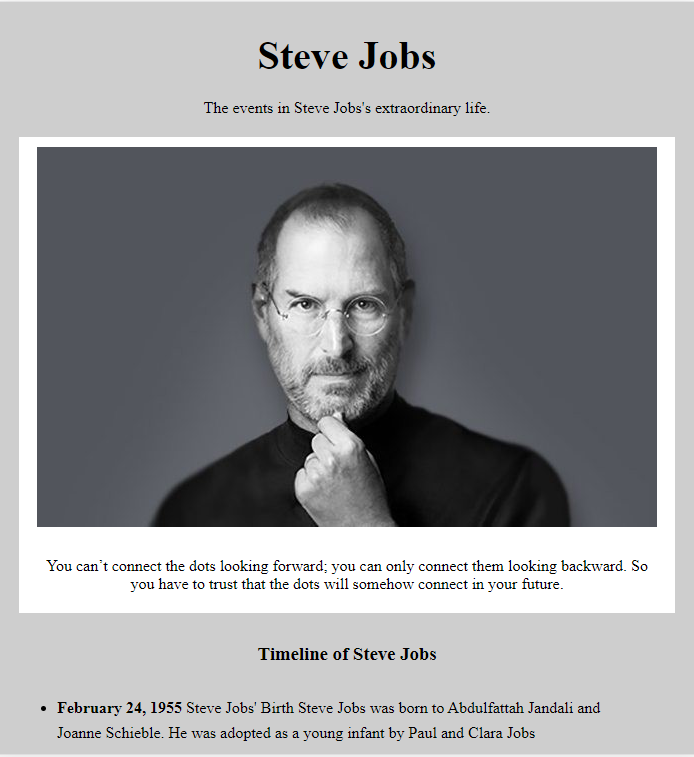 Steve Jobs
The events in Steve Jobs's extraordinary life.
You can’t connect the dots looking forward; you can only connect them looking backward. So
you have to trust that the dots will somehow connect in your future.
Timeline of Steve Jobs
• February 24, 1955 Steve Jobs' Birth Steve Jobs was born to Abdulfattah Jandali and
Joanne Schieble. He was adopted as a young infant by Paul and Clara Jobs